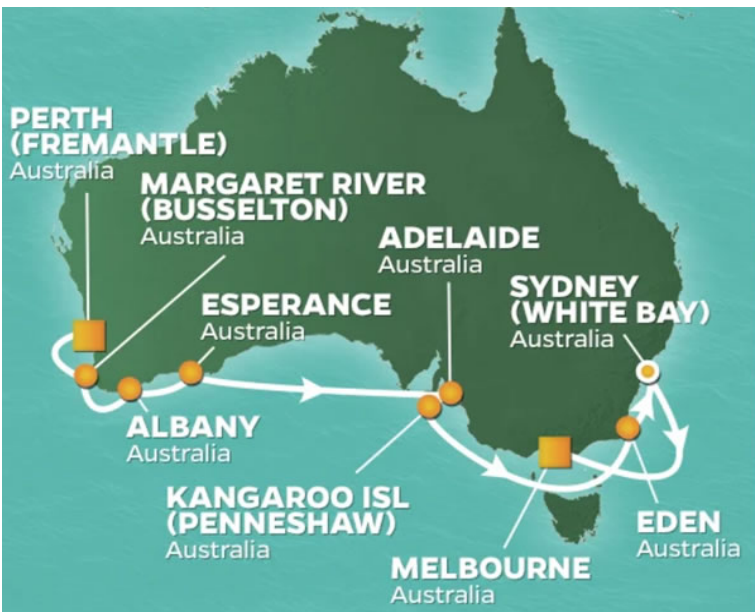 PERTH
(FREMANTLE)
Australia
MARGARET RIVER
(BUSSELTON)
Australia
ADELAIDE
Australia
SYDNEY
(WHITE BAY)
Australia
ESPERANCE
Australia
ALBANY
Australia
KANGAROO ISL
(PENNESHAW)
Australia
EDEN
Australia
MELBOURNE
Australia